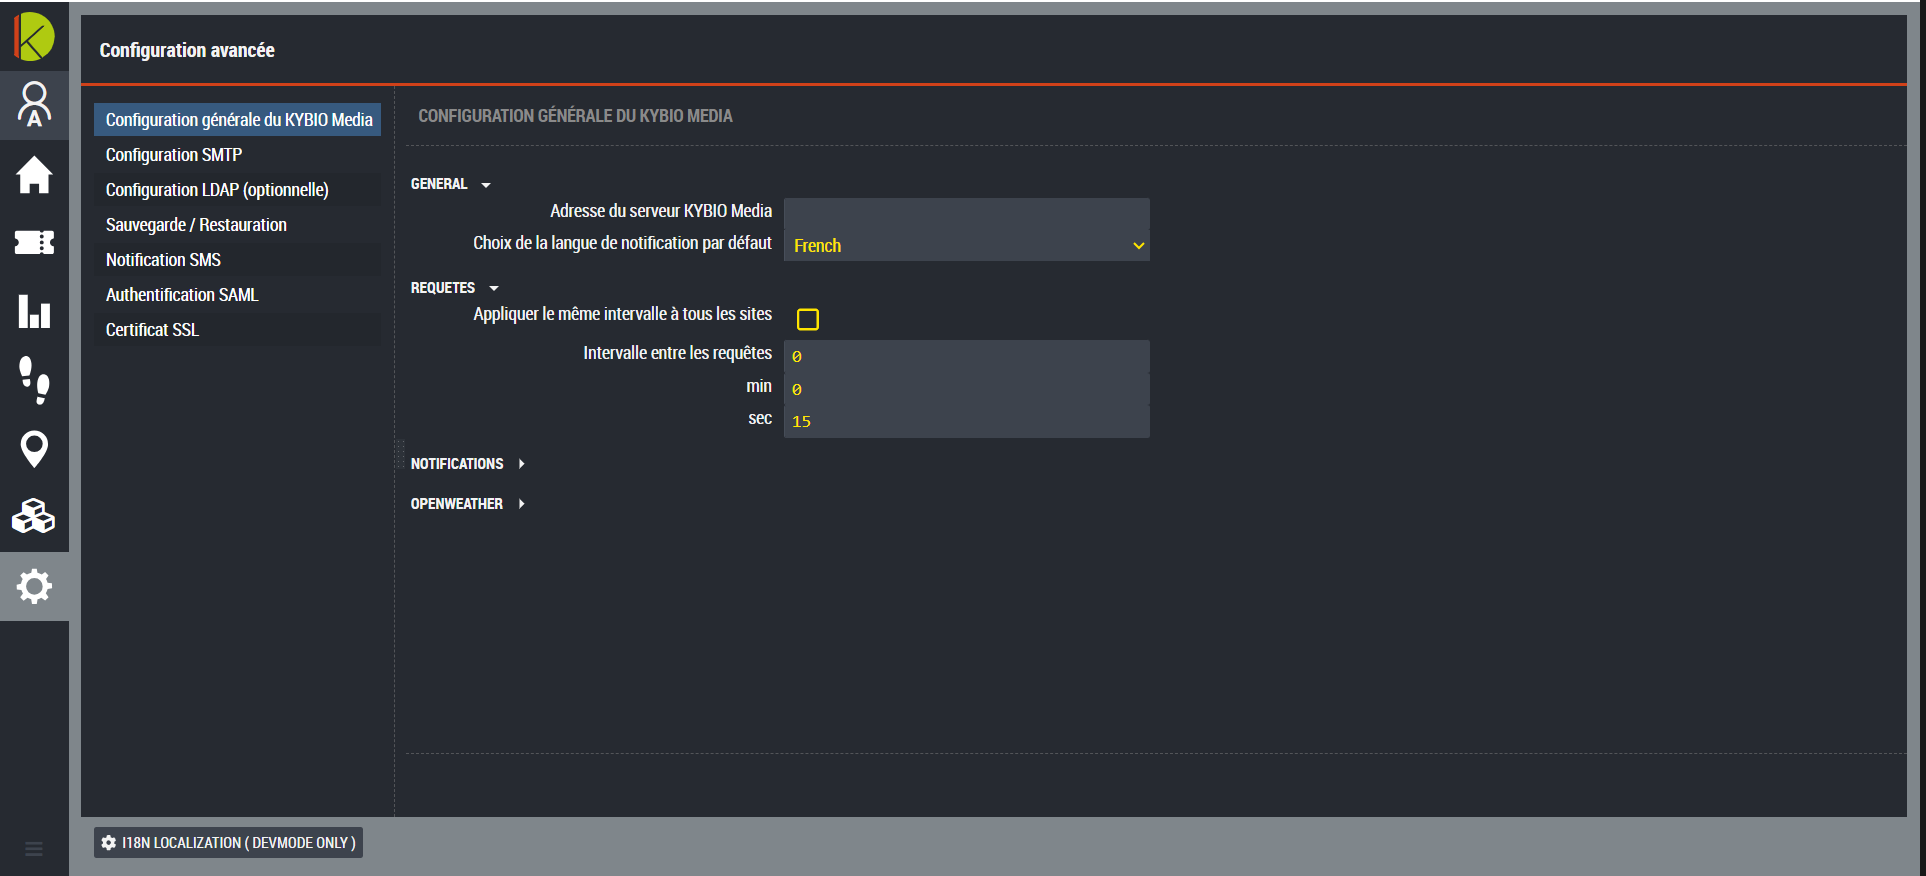 Configuration avancée
A
Configuration générale du KYBIO Media
Configuration SMTP
Configuration LDAP (optionnelle)
Sauvegarde / Restauration
Notification SMS
Authentification SAML
Certificat SSL
CONFIGURATION GÉNÉRALE DU KYBIO MEDIA
GENERAL
Adresse du serveur KYBIO Media
Choix de la langue de notification par défaut French
REQUETES
Appliquer le même intervalle à tous les sites
Intervalle entre les requêtes 0
min 0
sec 15
NOTIFICATIONS
OPENWEATHER
I18N LOCALIZATION ( DEVMODE ONLY )